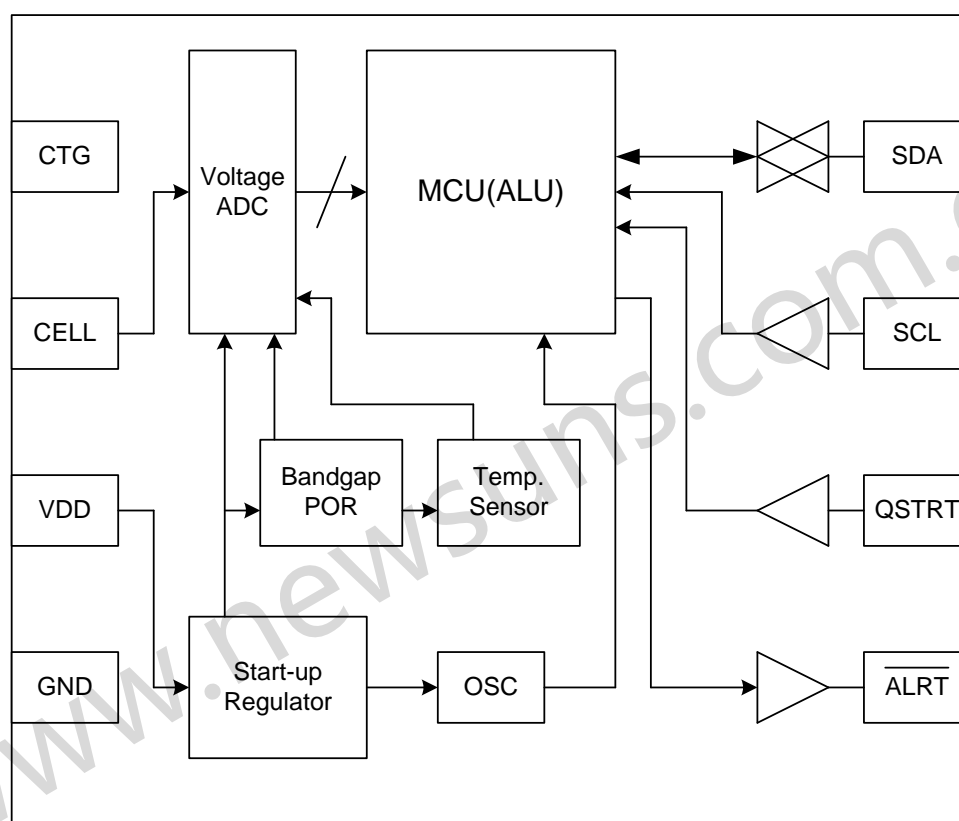 CTG
Voltage
ADC
MCU(ALU)
SDA
CELL
SCL
VDD
Bandgap
POR
Temp.
Sensor
QSTRT
GND
Start-up
Regulator
OSC
ALRT
www.newsuns.com.